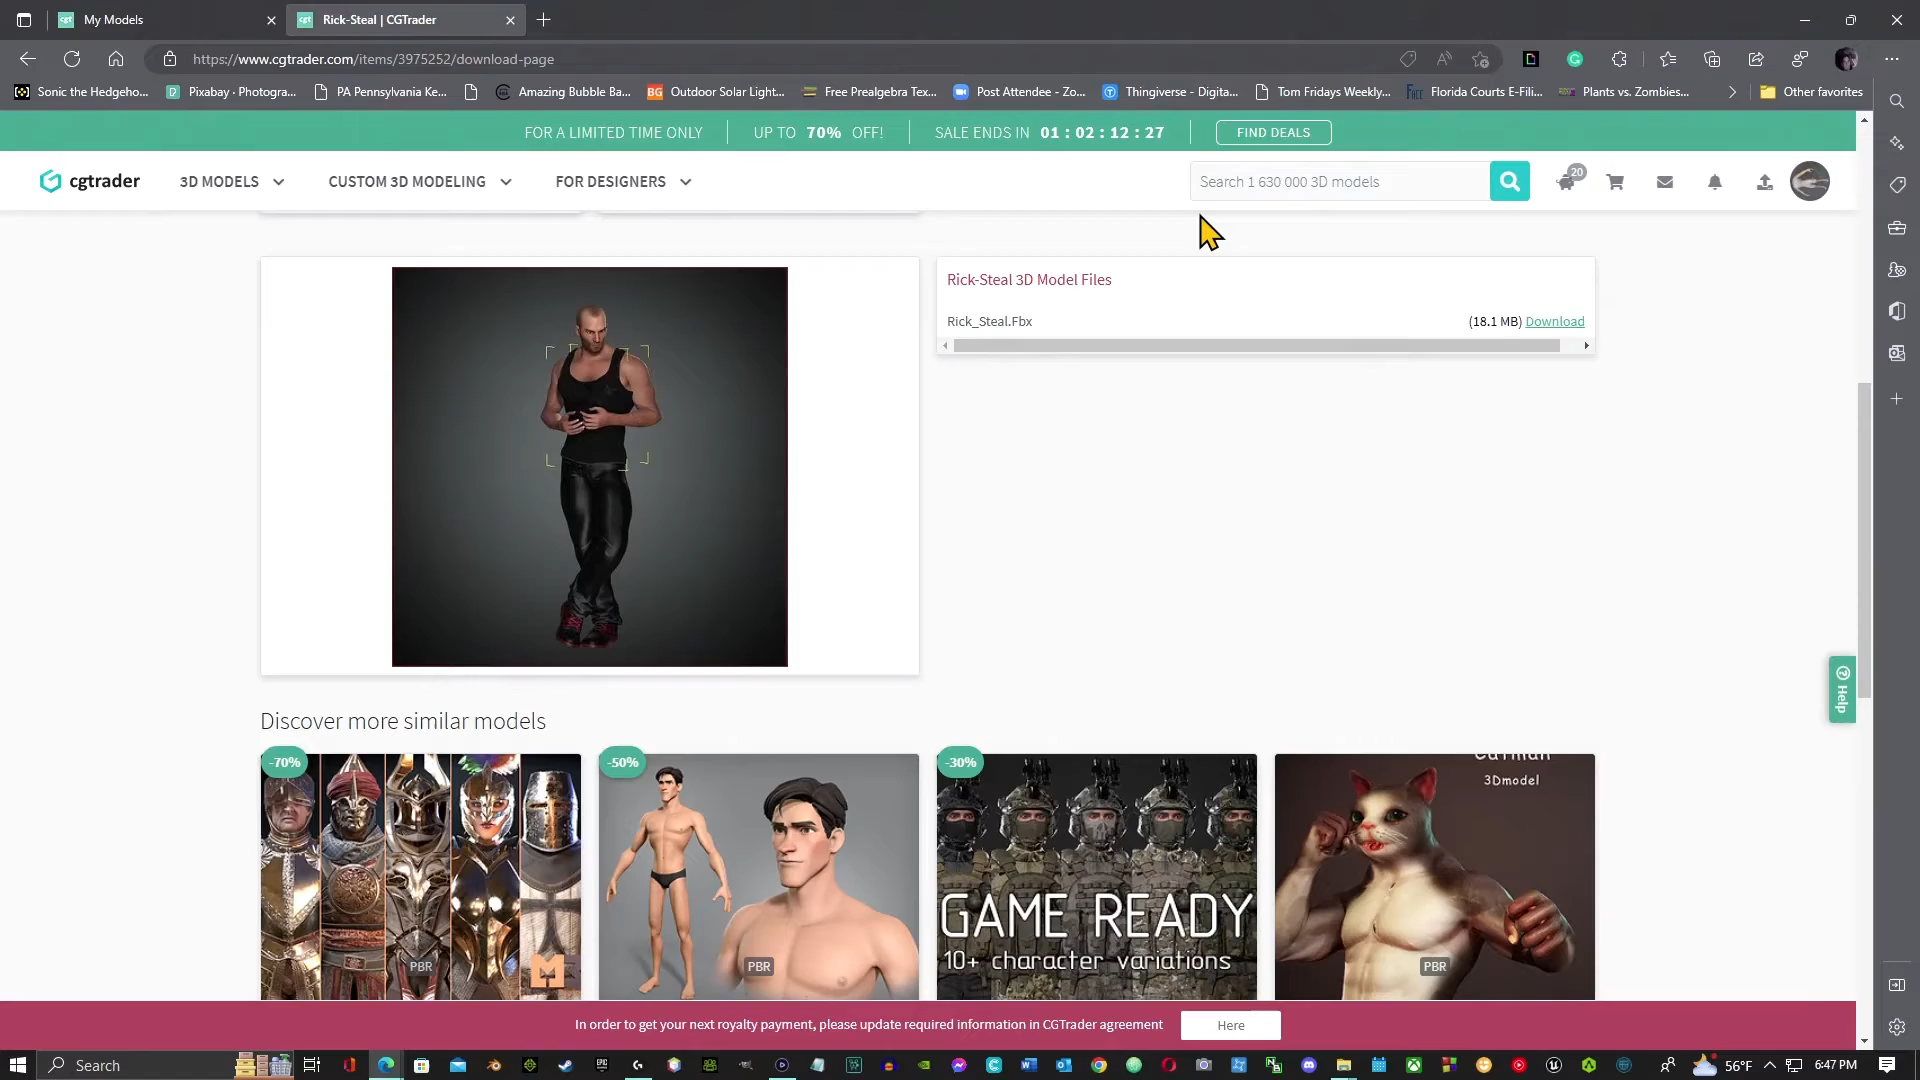 My Models
cgt Rick-Steal | CGTrader
https://www.cgtrader.com/items/3975252/download-page
Sonic the Hedgeho... Pixabay · Photogra... PA Pennsylvania Ke... Amazing Bubble Ba... BG Outdoor Solar Light... Free Prealgebra Tex... Post Attendee - Zo... Thingiverse - Digita... Tom Fridays Weekly... Florida Courts E-Fili... Plants vs. Zombies... Other favorites
FOR A LIMITED TIME ONLY UP TO 70% OFF! SALE ENDS IN 01 : 02 : 12 : 27 FIND DEALS
cgtrader 3D MODELS CUSTOM 3D MODELING FOR DESIGNERS Search 1 630 000 3D models 20
Rick-Steal 3D Model Files
Rick_Steal.Fbx (18.1 MB) Download
Help
Discover more similar models
-70% -50% -30%
3Dmodel
GAME READY
10+ character variations
PBR PBR PBR
In order to get your next royalty payment, please update required information in CGTrader agreement Here
Search 56°F 6:47 PM